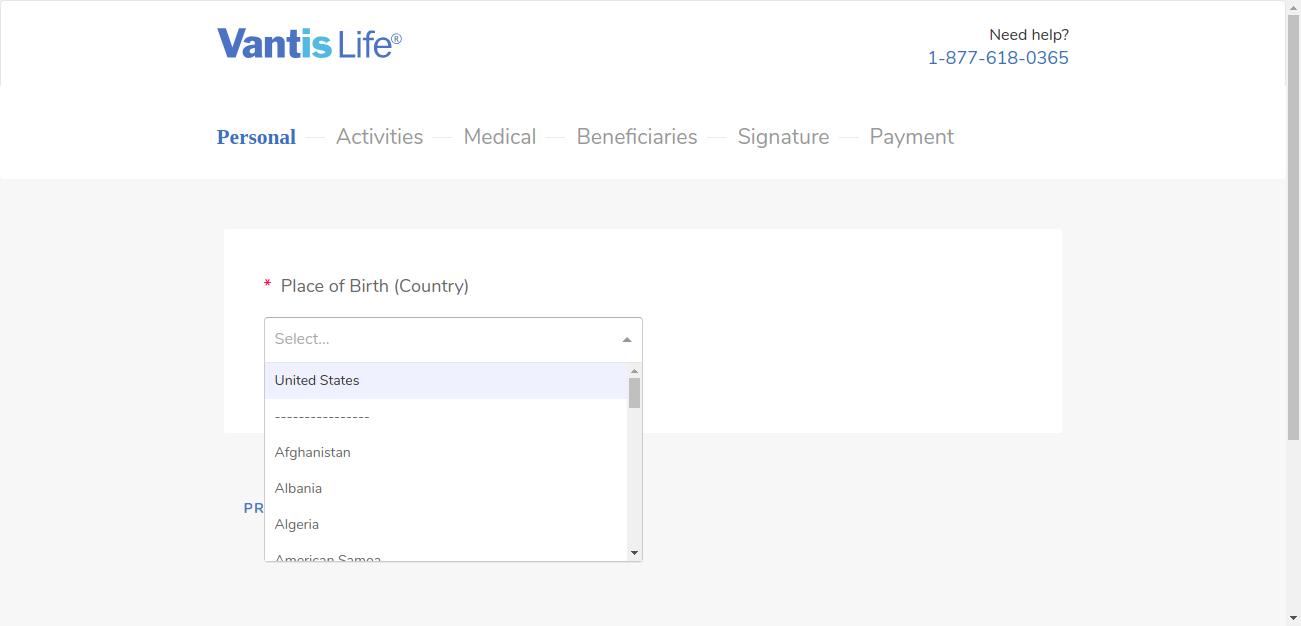 Vantis Life®
Need help?
1-877-618-0365
Personal Activities Medical Beneficiaries Signature Payment
* Place of Birth (Country)
Select...
United States
----------------
Afghanistan
Albania
Algeria
PR
American Samoa